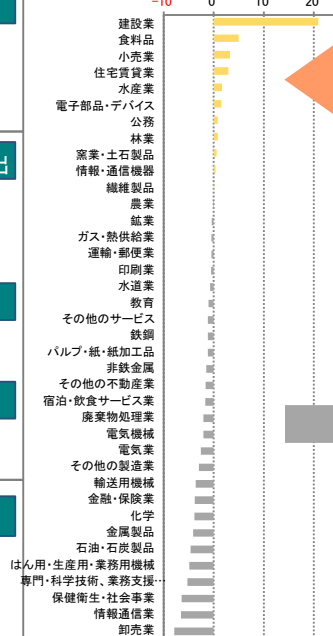 -10 0 10 20
建設業
食料品
小売業
住宅賃貸業
水産業
電子部品・デバイス
公務
林業
窯業・土石製品
情報・通信機器
繊維製品
農業
鉱業
ガス・熱供給業
運輸・郵便業
印刷業
水道業
教育
その他のサービス
鉄鋼
パルプ・紙・紙加工品
非鉄金属
その他の不動産業
宿泊・飲食サービス業
廃棄物処理業
電気機械
電気業
その他の製造業
輸送用機械
金融・保険業
化学
金属製品
石油・石炭製品
はん用・生産用・業務用機械
専門・科学技術、業務支援…
保健衛生・社会事業
情報通信業
卸売業
出